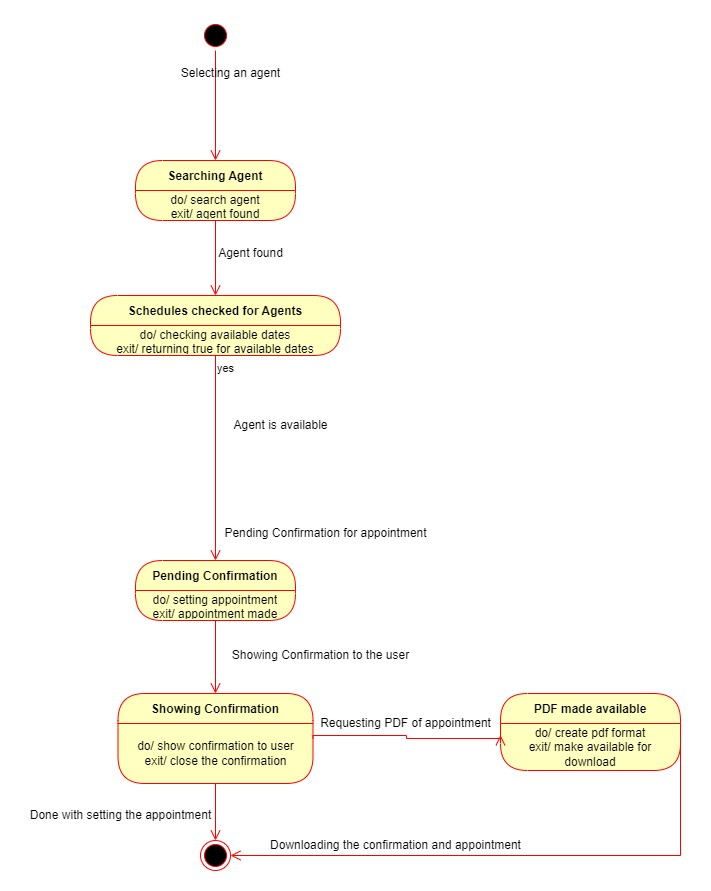 Selecting an agent
Searching Agent
do/ search agent
exit/ agent found
Agent found
Schedules checked for Agents
do/ checking available dates
exit/ returning true for available dates
yes
Agent is available
Pending Confirmation for appointment
Pending Confirmation
do/ setting appointment
exit/ appointment made
Showing Confirmation to the user
Showing Confirmation
do/ show confirmation to user
exit/ close the confirmation
Requesting PDF of appointment
PDF made available
do/ create pdf format
exit/ make available for
download
Done with setting the appointment
Downloading the confirmation and appointment